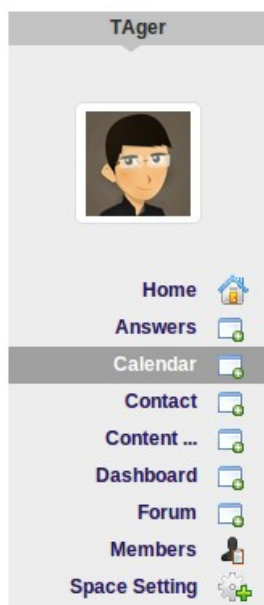 TAger
Home
Answers
Calendar
Contact
Content ...
Dashboard
Forum
Members
Space Setting